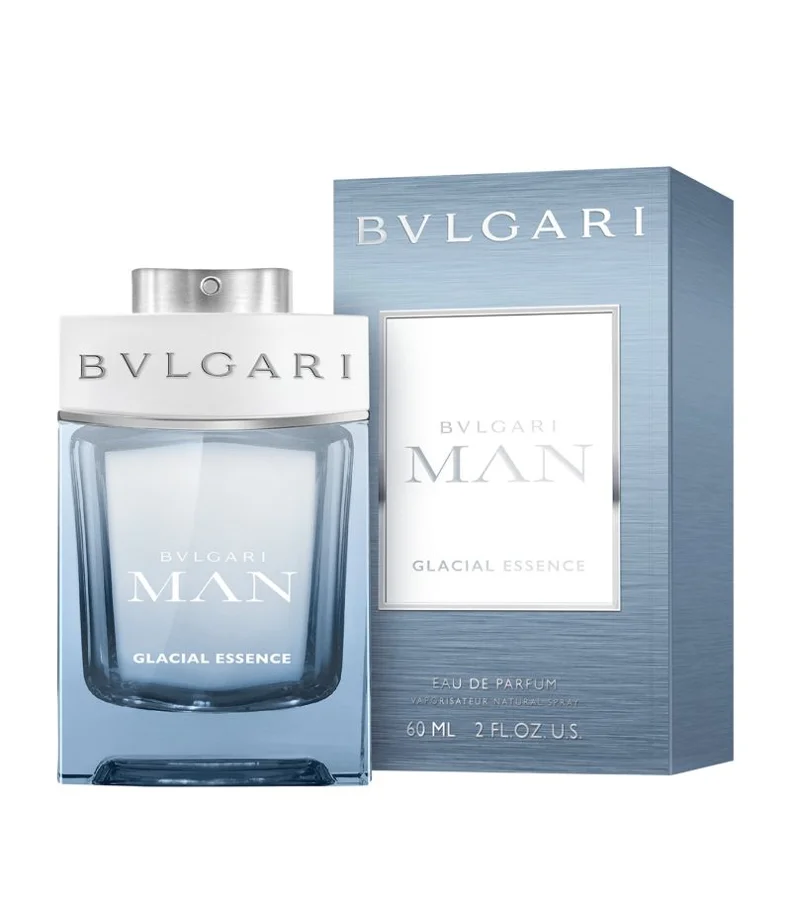 BVLGARI
BVLGARI
MAN
GLACIAL ESSENCE
BVLGARI
BVLGARI
MAN
GLACIAL ESSENCE
EAU DE PARFUM
VAPORISATEUR NATURAL SPRAY
60 ML 2 FL.OZ. U.S.